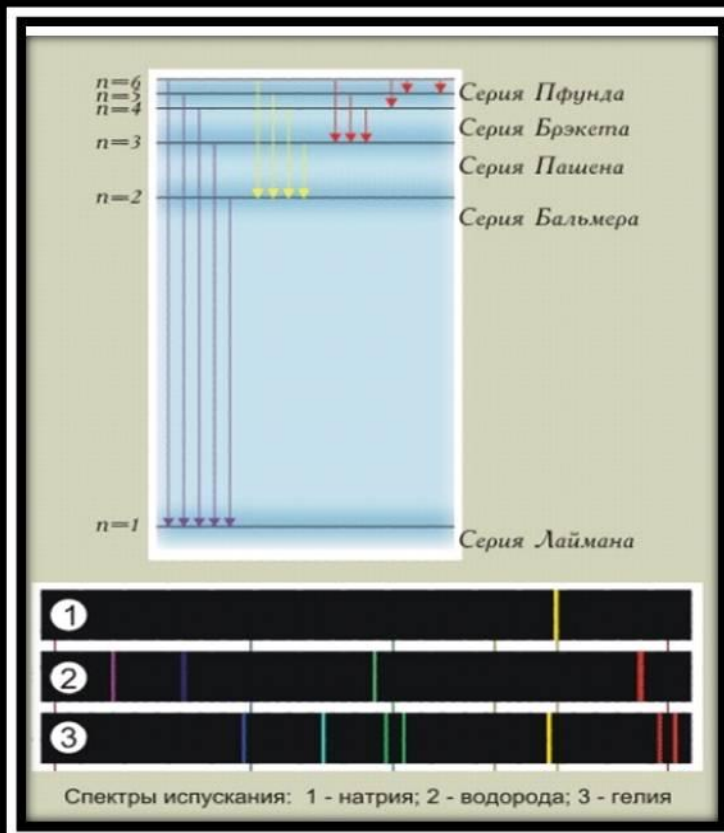 n=6
n=5
n=4
n=3
n=2
n=1
Серия Пфунда
Серия Брэкета
Серия Пашена
Серия Бальмера
Серия Лаймана
1
2
3
Спектры испускания: 1 - натрия; 2 - водорода; 3 - гелия